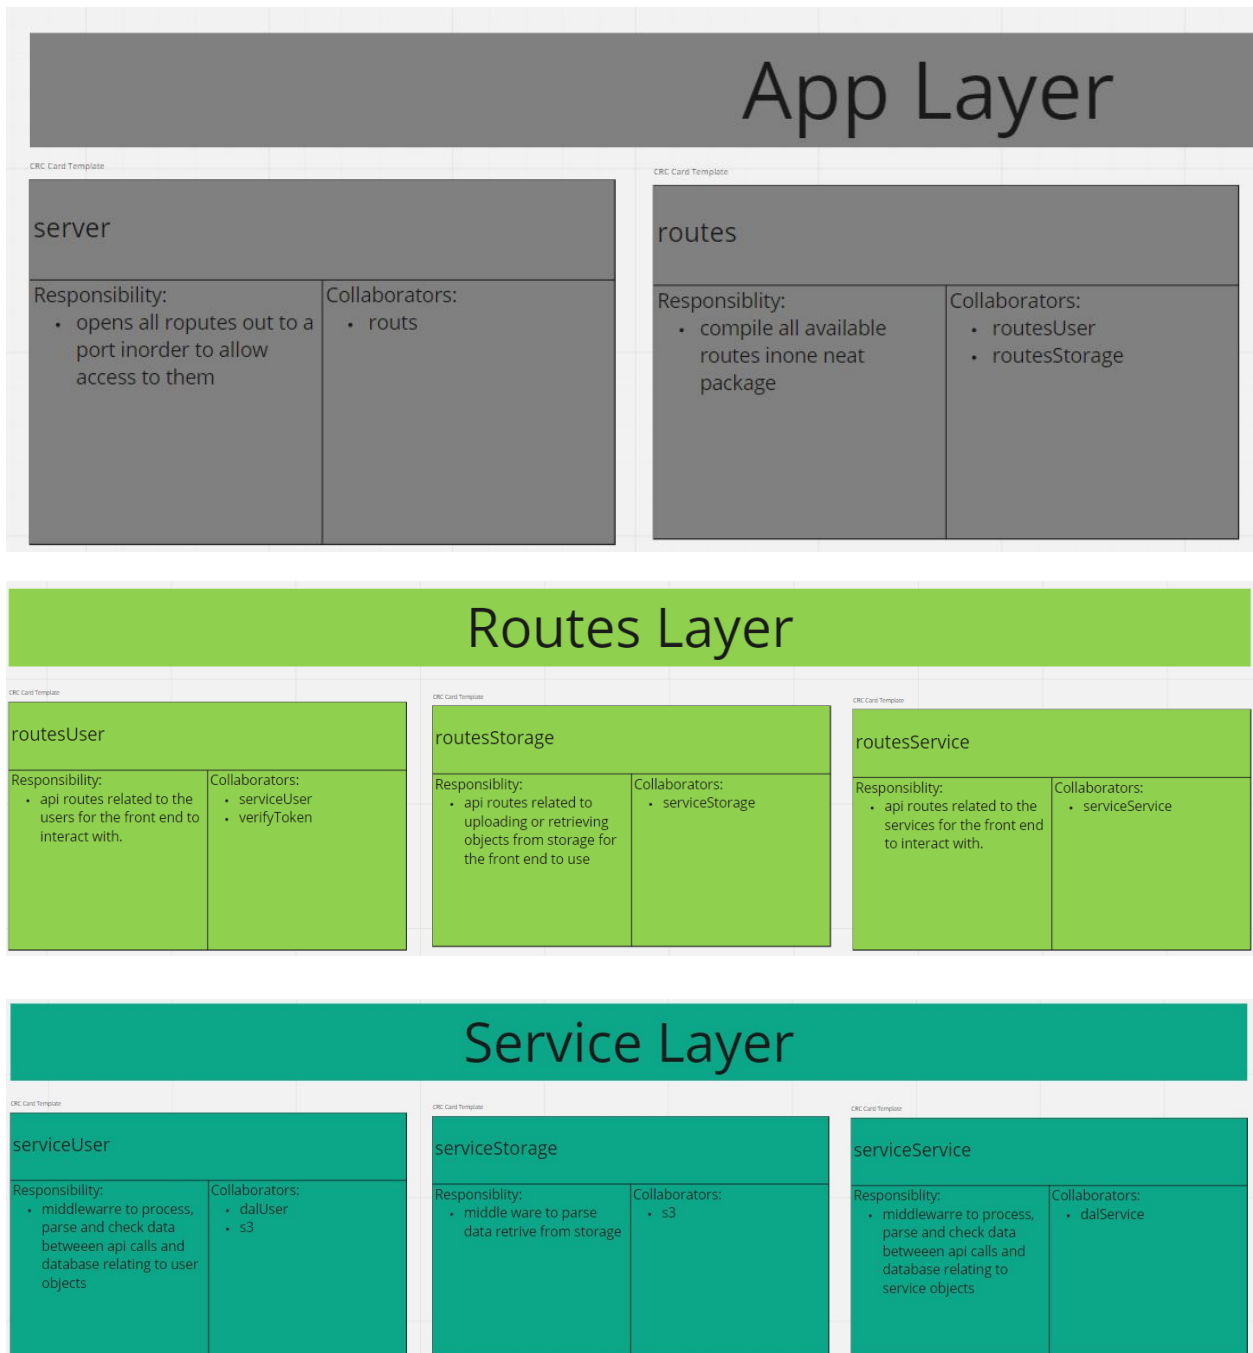 App Layer
CRC Card Template
server
Responsibility:
• opens all roputes out to a
port inorder to allow
access to them
Collaborators:
• routs
CRC Card Template
routes
Responsiblity:
• compile all available
routes inone neat
package
Collaborators:
• routesUser
• routesStorage
Routes Layer
CRC Card Template
routesUser
Responsibility:
• api routes related to the
users for the front end to
interact with.
Collaborators:
• serviceUser
• verifyToken
CRC Card Template
routesStorage
Responsiblity:
• api routes related to
uploading or retrieving
objects from storage for
the front end to use
Collaborators:
• serviceStorage
CRC Card Template
routesService
Responsiblity:
• api routes related to the
services for the front end
to interact with.
Collaborators:
• serviceService
Service Layer
CRC Card Template
serviceUser
Responsibility:
• middlewarre to process,
parse and check data
betweeen api calls and
database relating to user
objects
Collaborators:
• dalUser
• s3
CRC Card Template
serviceStorage
Responsiblity:
• middle ware to parse
data retrive from storage
Collaborators:
• s3
CRC Card Template
serviceService
Responsiblity:
• middlewarre to process,
parse and check data
betweeen api calls and
database relating to
service objects
Collaborators:
• dalService